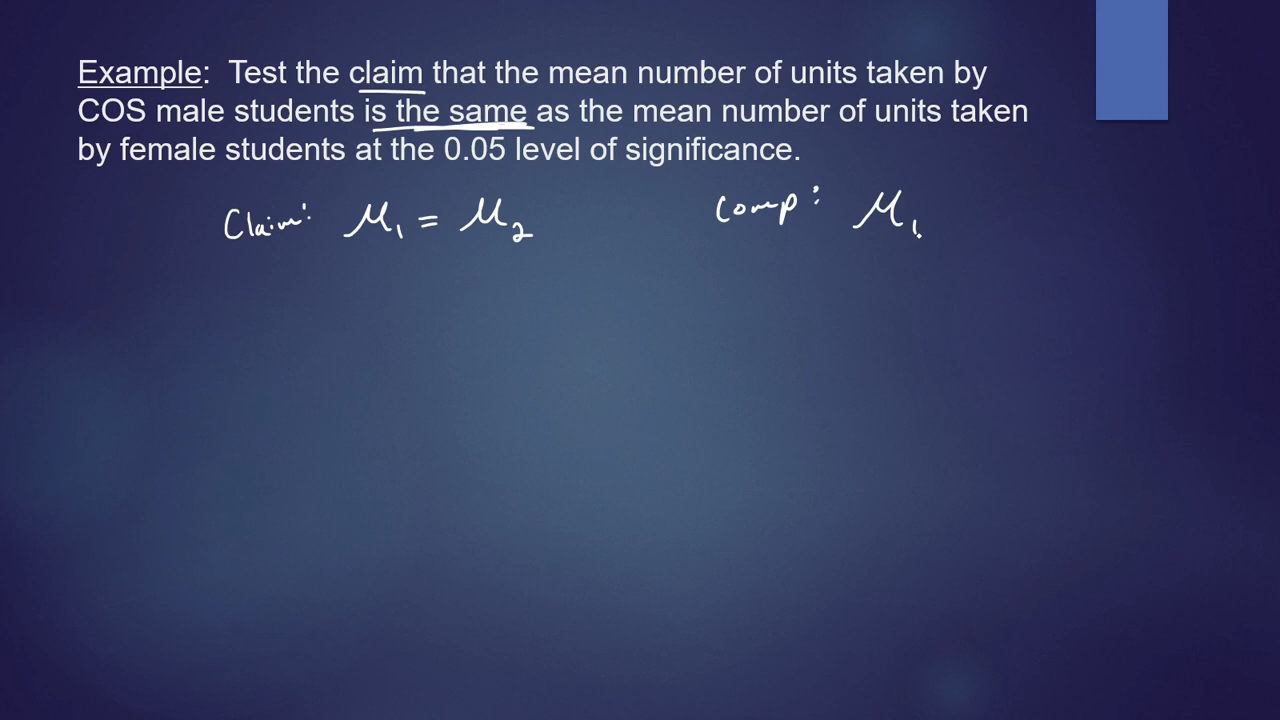 Example: Test the claim that the mean number of units taken by
COS male students is the same as the mean number of units taken
by female students at the 0.05 level of significance.
Claim: μ₁ = μ₂ Comp: μ₁